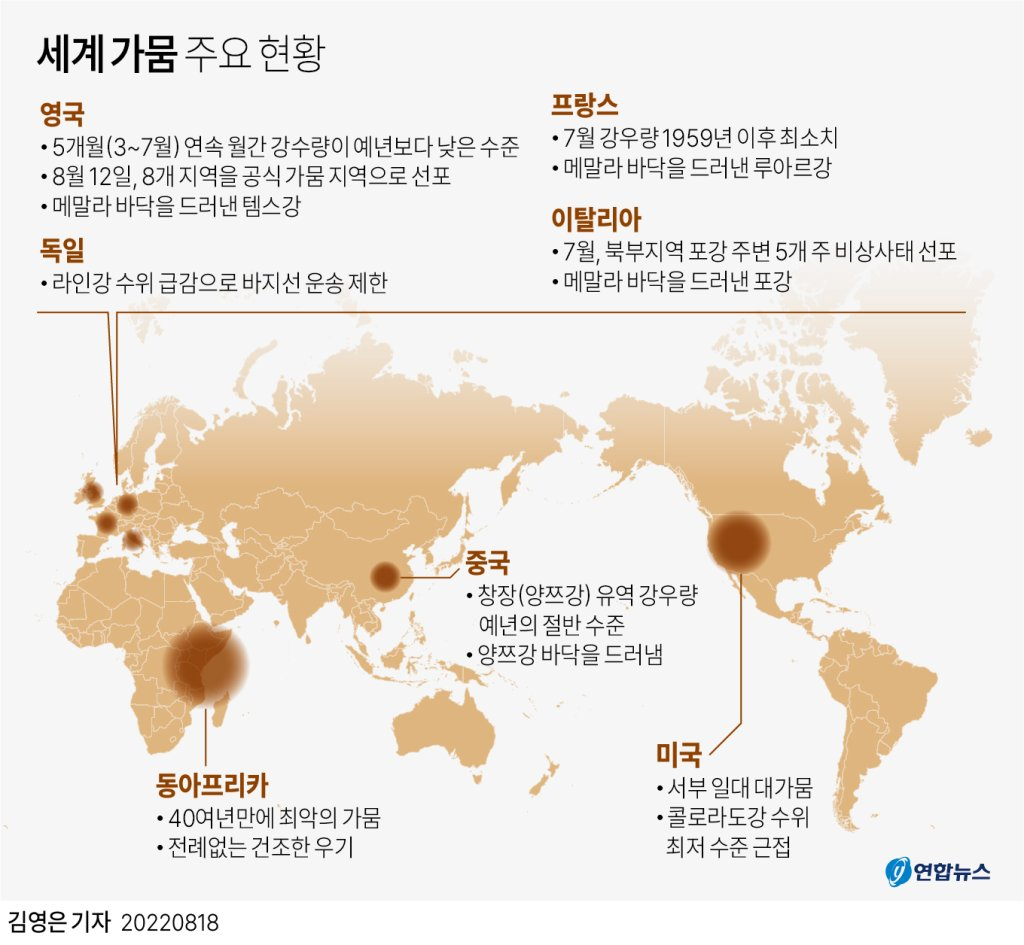 세계 가뭄 주요 현황
영국
• 5개월(3~7월) 연속 월간 강수량이 예년보다 낮은 수준
• 8월 12일, 8개 지역을 공식 가뭄 지역으로 선포
• 메말라 바닥을 드러낸 템스강
독일
• 라인강 수위 급감으로 바지선 운송 제한
프랑스
• 7월 강우량 1959년 이후 최소치
• 메말라 바닥을 드러낸 루아르강
이탈리아
• 7월, 북부지역 포강 주변 5개 주 비상사태 선포
• 메말라 바닥을 드러낸 포강
중국
• 창장(양쯔강) 유역 강우량
예년의 절반 수준
• 양쯔강 바닥을 드러냄
동아프리카
• 40여년만에 최악의 가뭄
• 전례없는 건조한 우기
미국
• 서부 일대 대가뭄
• 콜로라도강 수위
최저 수준 근접
연합뉴스
김영은 기자 20220818